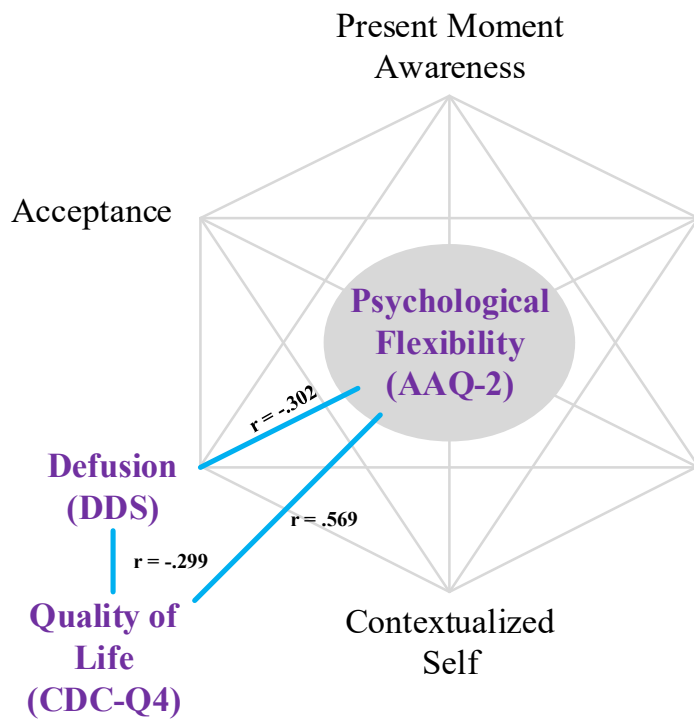 Present Moment
Awareness
Acceptance
Psychological
Flexibility
(AAQ-2)
r = -.302
Defusion
(DDS)
r = .569
r = -.299
Quality of
Life
(CDC-Q4)
Contextualized
Self